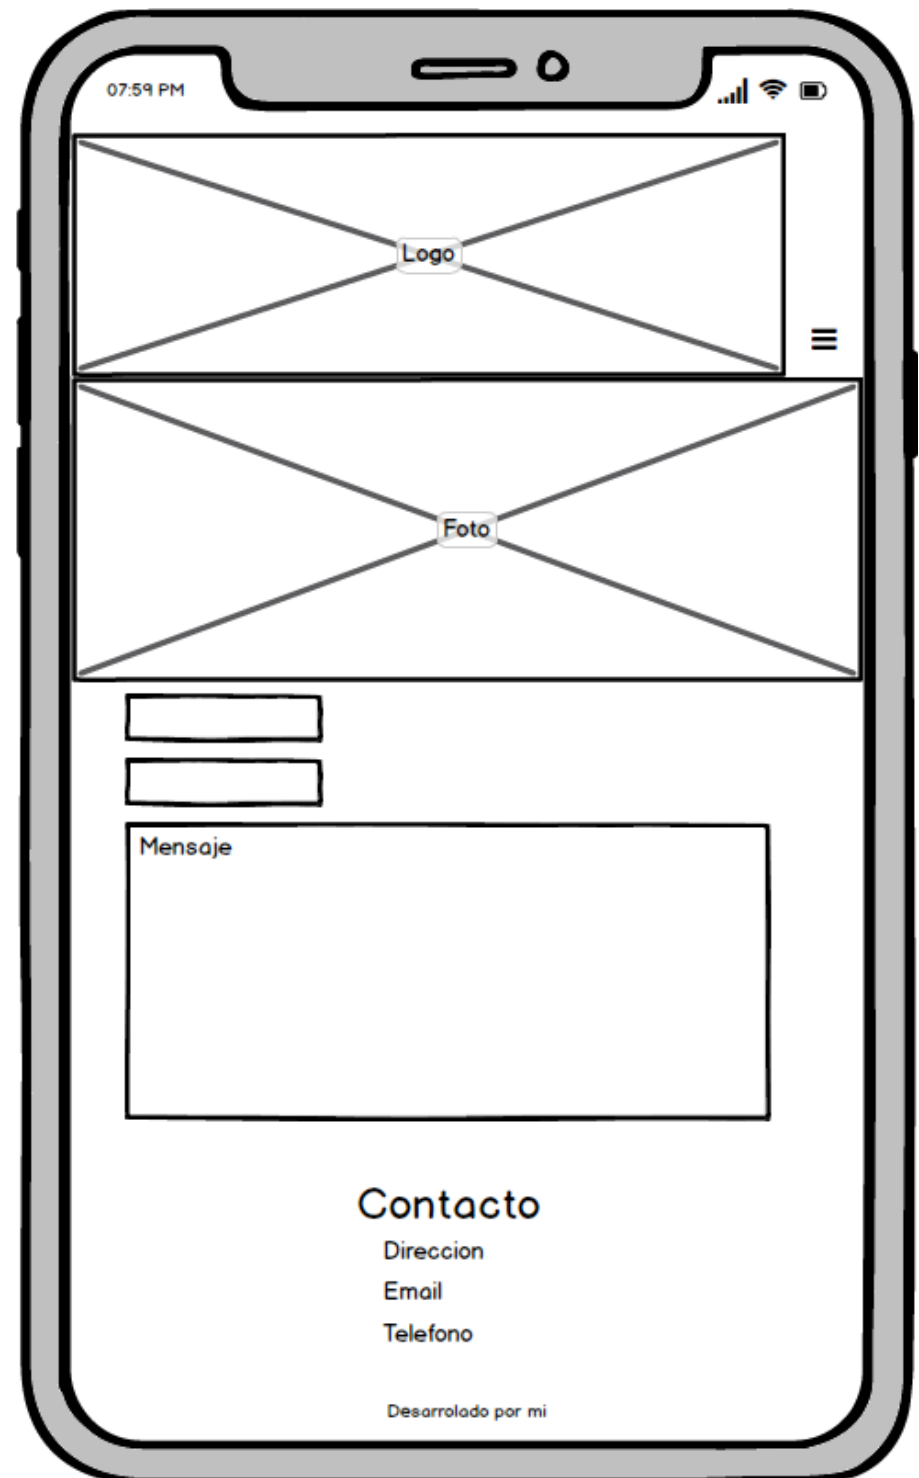 07:59 PM
Logo
Foto
Mensaje
Contacto
Direccion
Email
Telefono
Desarrolado por mi